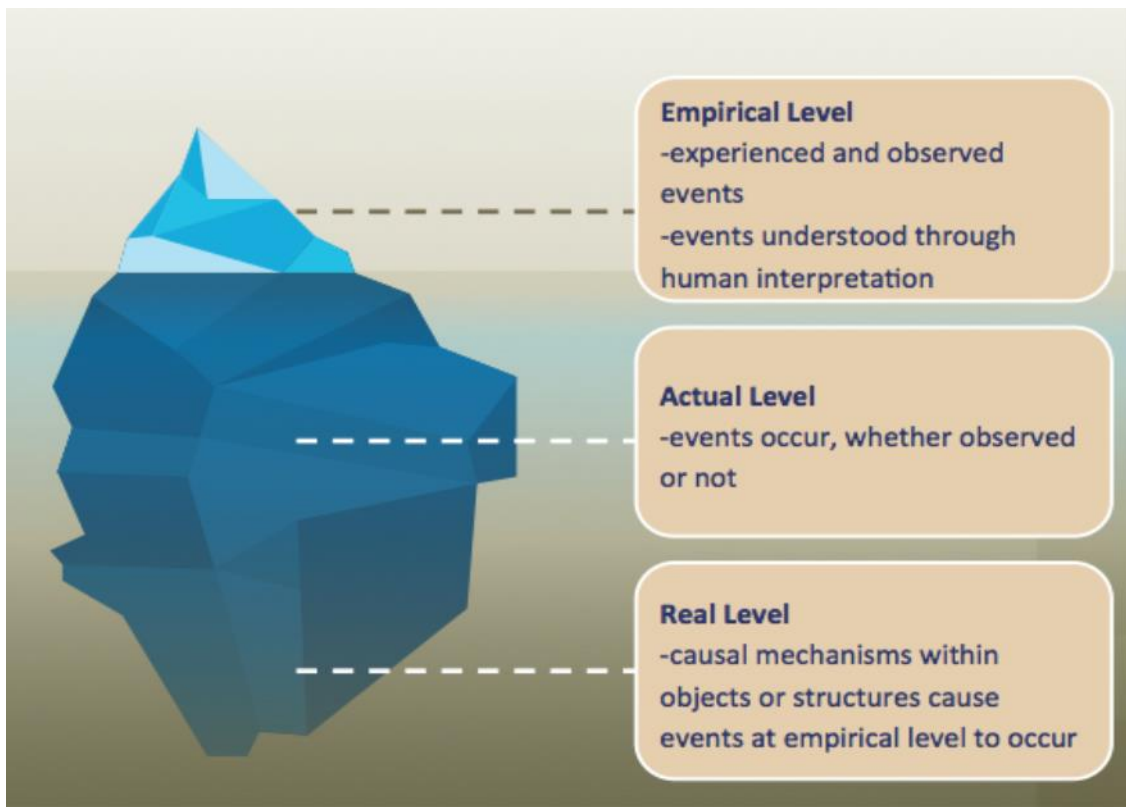 Empirical Level
-experienced and observed
events
-events understood through
human interpretation
Actual Level
-events occur, whether observed
or not
Real Level
-causal mechanisms within
objects or structures cause
events at empirical level to occur